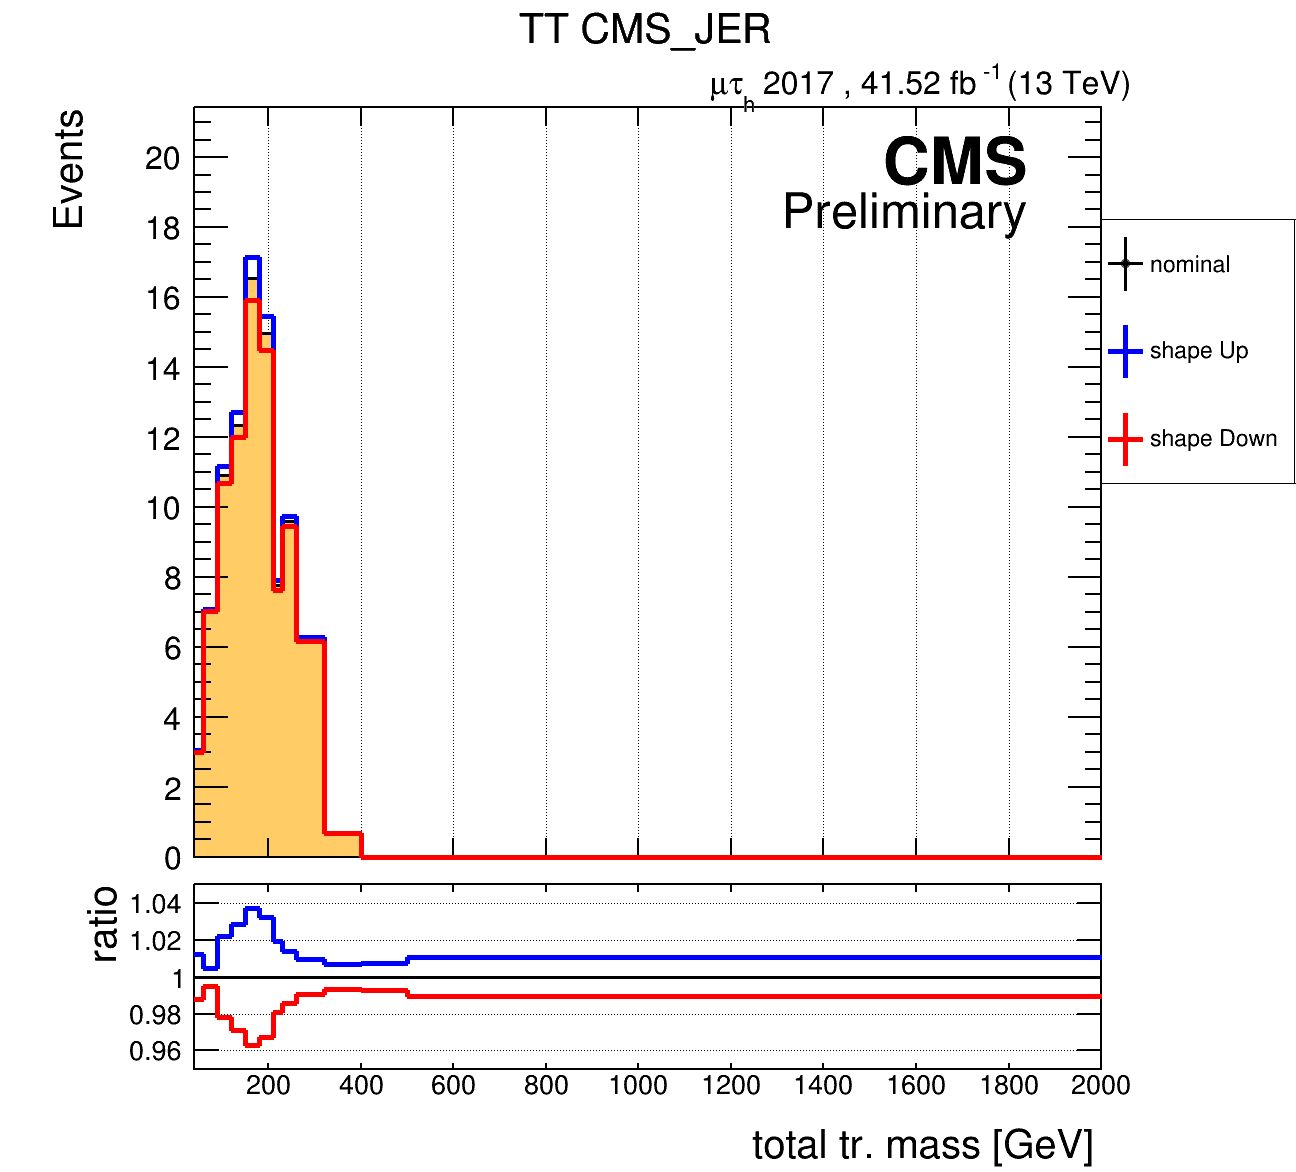 TT CMS_JER
μτh 2017 , 41.52 fb-1 (13 TeV)
Events
CMS
Preliminary
20
18
16
14
12
10
8
6
4
2
0
nominal
shape Up
shape Down
ratio
1.04
1.02
1
0.98
0.96
200 400 600 800 1000 1200 1400 1600 1800 2000
total tr. mass [GeV]